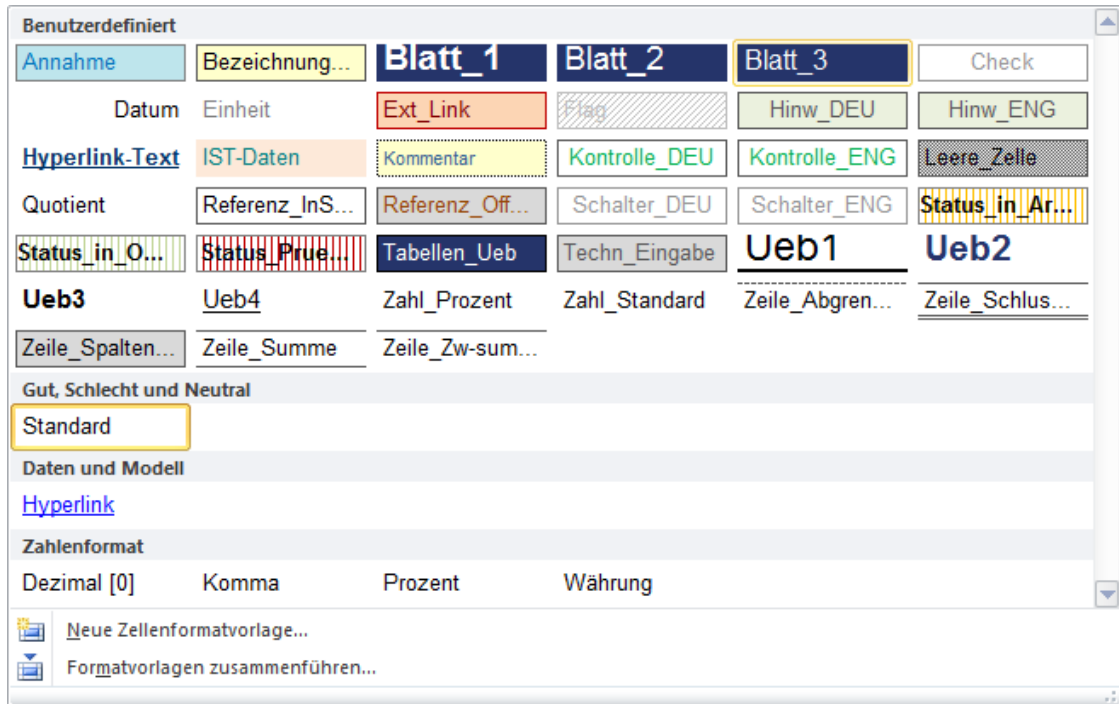 Benutzerdefiniert
Annahme Bezeichnung... Blatt_1 Blatt_2 Blatt_3 Check
Datum Einheit Ext_Link Flag Hinw_DEU Hinw_ENG
Hyperlink-Text IST-Daten Kommentar Kontrolle_DEU Kontrolle_ENG Leere_Zelle
Quotient Referenz_InS... Referenz_Off... Schalter_DEU Schalter_ENG Status_in_Ar...
Status_in_O... Status_Prue... Tabellen_Ueb Techn_Eingabe Ueb1 Ueb2
Ueb3 Ueb4 Zahl_Prozent Zahl_Standard Zeile_Abgren... Zeile_Schlus...
Zeile_Spalten... Zeile_Summe Zeile_Zw-sum...
Gut, Schlecht und Neutral
Standard
Daten und Modell
Hyperlink
Zahlenformat
Dezimal [0] Komma Prozent Währung
Neue Zellenformatvorlage...
Formatvorlagen zusammenführen...